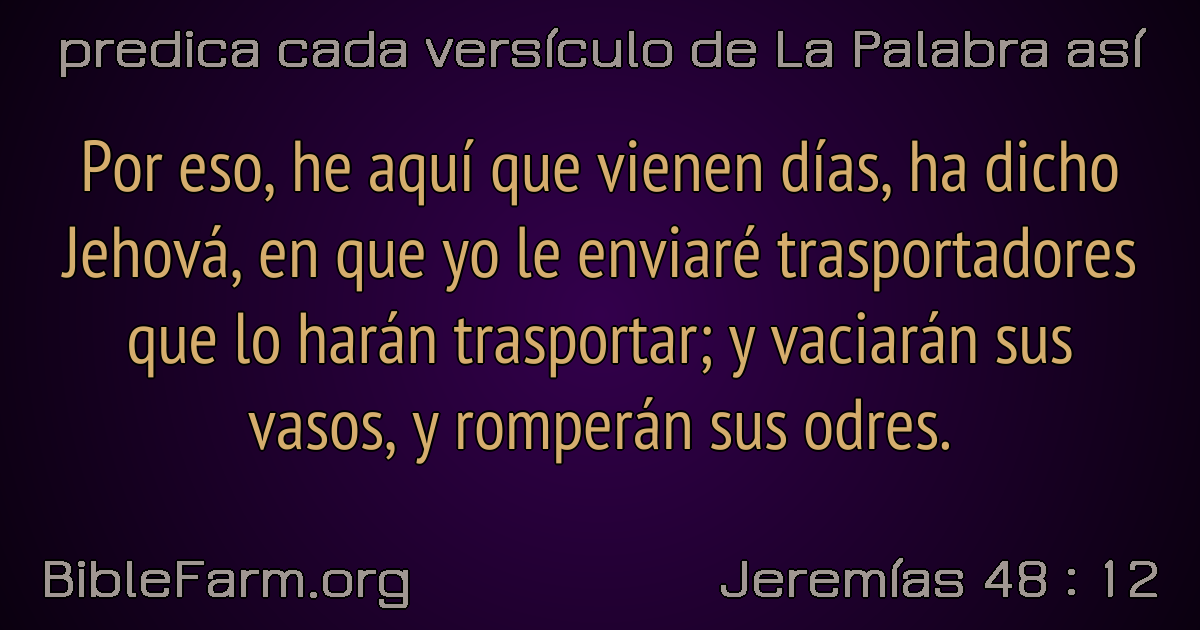 predica cada versículo de La Palabra así
Por eso, he aquí que vienen días, ha dicho
Jehová, en que yo le enviaré trasportadores
que lo harán trasportar; y vaciarán sus
vasos, y romperán sus odres.
BibleFarm.org
Jeremías 48 : 12